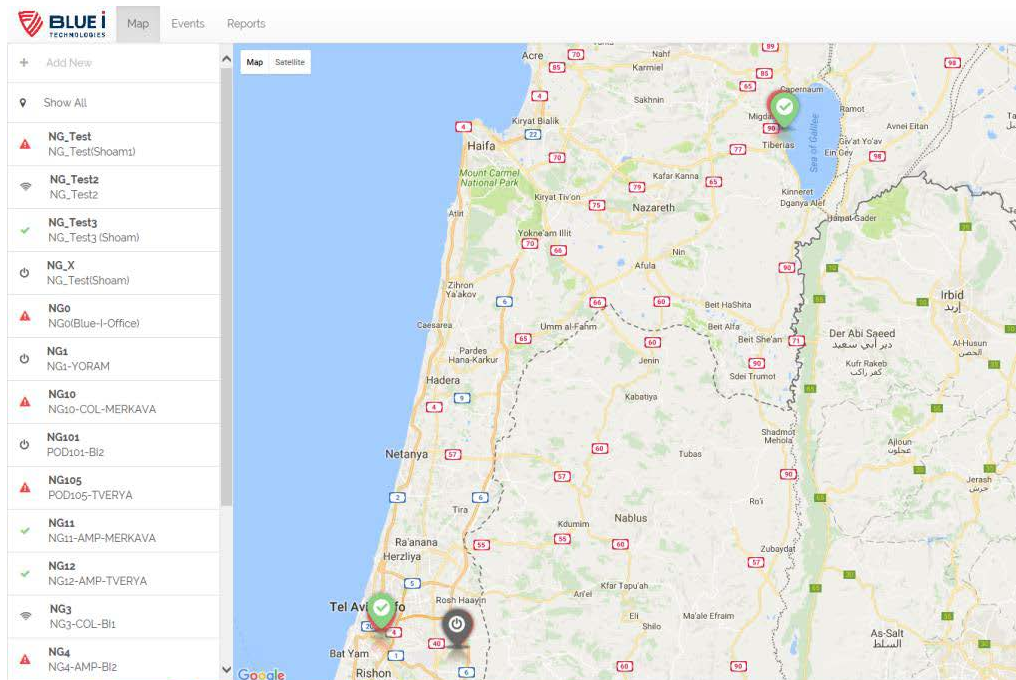 BLUE I
TECHNOLOGIES
Map
Events
Reports
+ Add New
Show All
NG_Test
NG_Test(Shoam1)
NG_Test2
NG_Test2
NG_Test3
NG_Test3 (Shoam)
NG_X
NG_Test(Shoam)
NG0
NG0(Blue-I-Office)
NG1
NG1-YORAM
NG10
NG10-COL-MERKAVA
NG101
POD101-BI2
NG105
POD105-TVERYA
NG11
NG11-AMP-MERKAVA
NG12
NG12-AMP-TVERYA
NG3
NG3-COL-BI1
NG4
NG4-AMP-BI2
Map
Satellite
Acre
70
Nahf
89
98
85
Karmiel
85
65
Capernaum
4
Sakhnin
Ramot
Kiryat Bialik
Migda
4
22
90
Avnei Eitan
Haifa
77
Tiberias
Sea of Galilee
Giv'at Yo'av
Ein Gev
98
70
Mount Carmel
National Park
Kafar Kanna
65
79
Kiryat Tiv'on
Kinneret
Dganya Alef
75
Nazareth
Atlit
Hamat Gader
Yokne'am Illit
70
66
Nin
Afula
90
Zihron
Ya'akov
6
66
60
Beit HaShita
Irbid
إربد
Caesarea
Umm al-Fahm
Beit Alfa
65
60
Beit She'an
71
Der Abi Saeed
دير أبي سعيد
Al-Husun
الحصن
Pardes
Hana-Karkur
Jenin
90
Sdei Trumot
Kufr Rakeb
كفر راكب
Hadera
9
4
Kabatiya
Shadmot
Mehola
Netanya
57
60
Tubas
Ajloun
عجلون
57
90
Jerash
جرش
2
6
Tira
Ro'i
Kdumim
Nablus
Ra'anana
55
55
60
Zubaydat
Herzliya
57
5
Kfar Tapu'ah
Ari'el
Rosh Haayin
Tel Avi
fo
Eli
Ma'ale Efraim
Shilo
4
As-Salt
السلط
40
Bat Yam
1
60
90
Rishon
6
Google